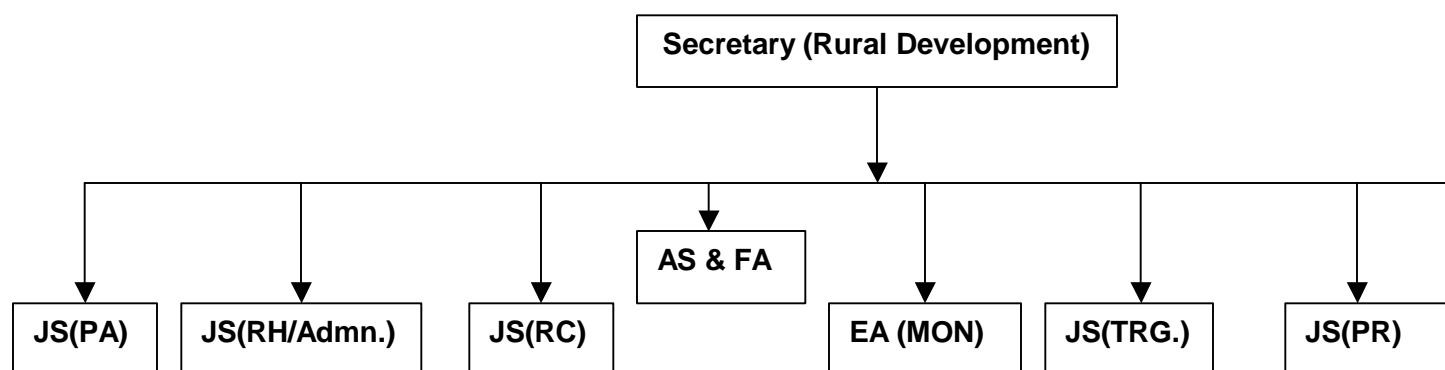 Secretary (Rural Development)
AS & FA
JS(PA)
JS(RH/Admn.)
JS(RC)
EA (MON)
JS(TRG.)
JS(PR)